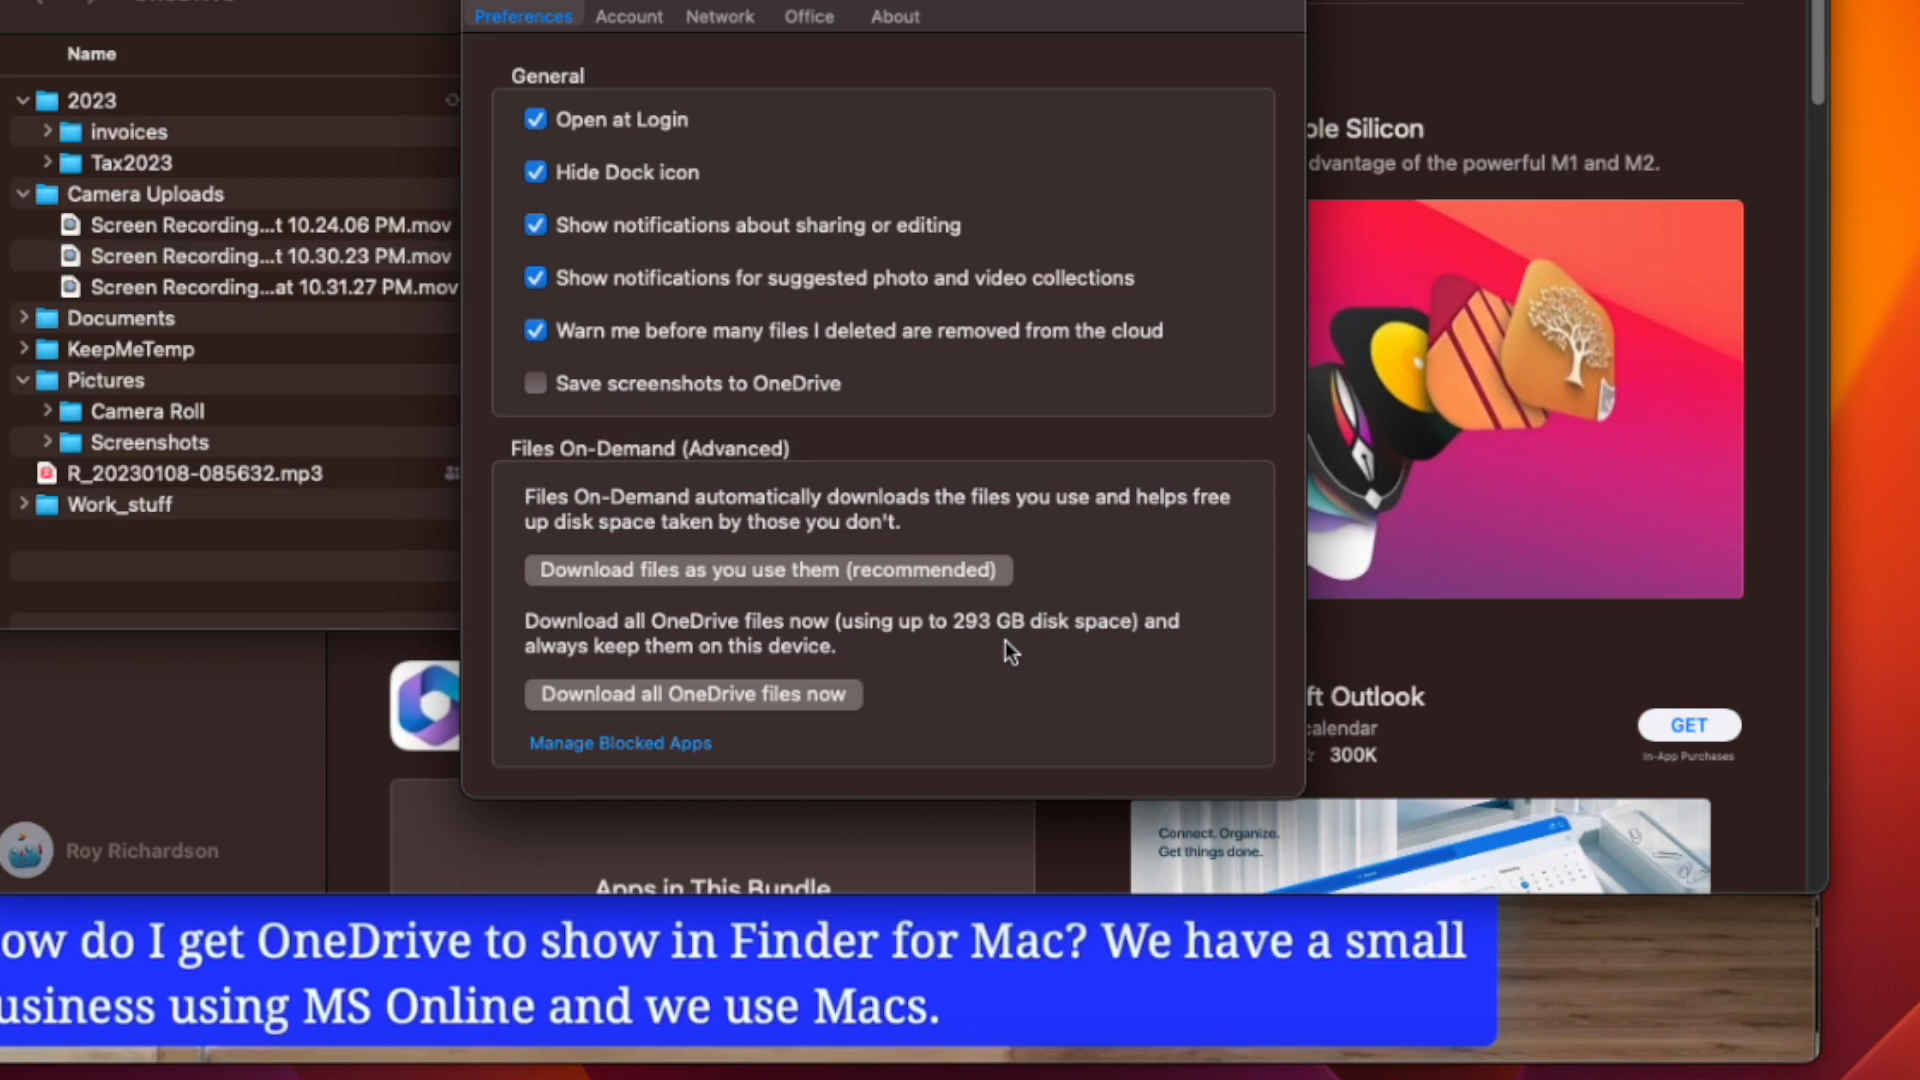 Preferences Account Network Office About
Name
2023
invoices
Tax2023
Camera Uploads
Screen Recording...t 10.24.06 PM.mov
Screen Recording...t 10.30.23 PM.mov
Screen Recording...at 10.31.27 PM.mov
Documents
KeepMeTemp
Pictures
Camera Roll
Screenshots
R_20230108-085632.mp3
Work_stuff
General
Open at Login
Hide Dock icon
Show notifications about sharing or editing
Show notifications for suggested photo and video collections
Warn me before many files I deleted are removed from the cloud
Save screenshots to OneDrive
Files On-Demand (Advanced)
Files On-Demand automatically downloads the files you use and helps free
up disk space taken by those you don't.
Download files as you use them (recommended)
Download all OneDrive files now (using up to 293 GB disk space) and
always keep them on this device.
Download all OneDrive files now
Manage Blocked Apps
ple Silicon
dvantage of the powerful M1 and M2.
ft Outlook
calendar
300K
GET
In-App Purchases
Connect. Organize.
Get things done.
Roy Richardson
Apps in This Bundle
ow do I get OneDrive to show in Finder for Mac? We have a small
usiness using MS Online and we use Macs.